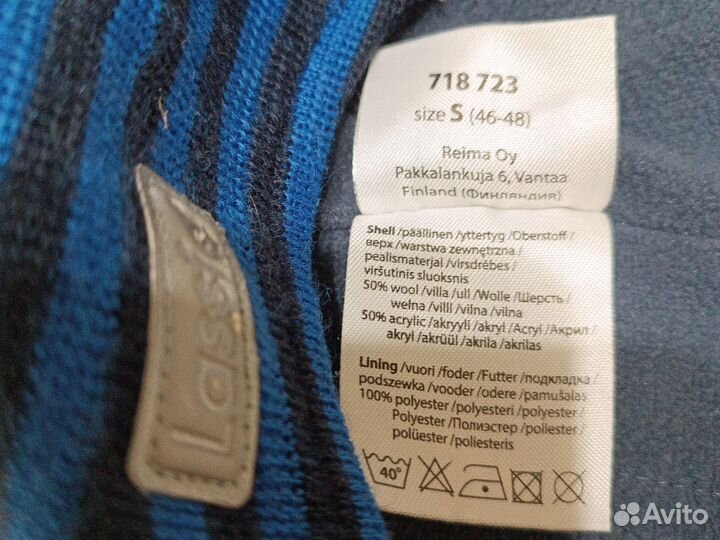 718 723
size S (46-48)
Reima Oy
Pakkalankuja 6, Vantaa
Finland (Финляндия)
Shell /päällinen /yttertyg /Oberstoff /
верх /warstwa zewnętrzna /
pealismaterjal /virsdrēbes /
viršutinis sluoksnis
50% wool /villa /ull /Wolle /Шерсть /
wełna /villi /vilna /vilna
50% acrylic /akryyli /akryl /Acryl /Акрил /
akryl /akrüül /akrila /akrilas
Lining /vuori /foder /Futter /подкладка /
podszewka /vooder /odere /pamušalas
100% polyester /polyesteri /polyester /
Polyester /Полиэстер /poliester /
polüester /poliesteris
40°
Lassie
Avito